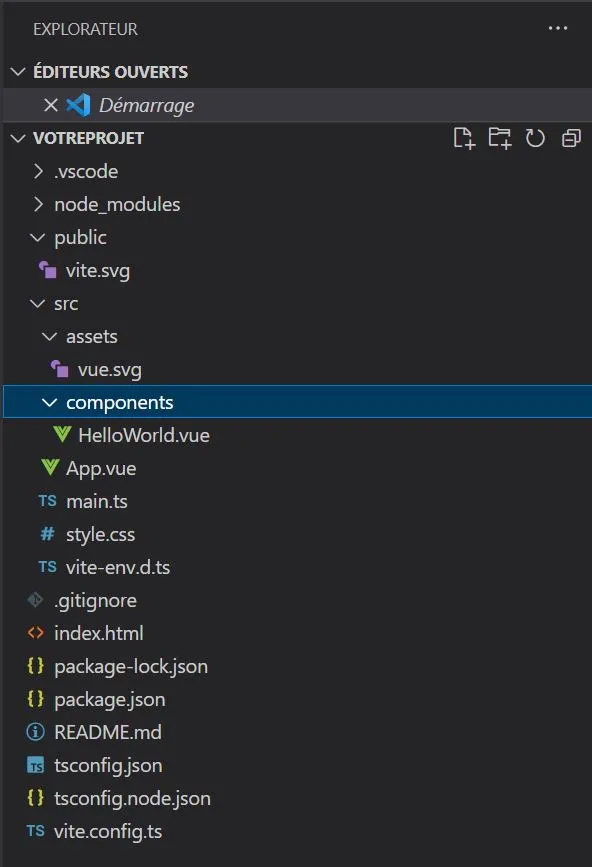 EXPLORATEUR
ÉDITEURS OUVERTS
Démarrage
VOTREPROJET
.vscode
node_modules
public
vite.svg
src
assets
vue.svg
components
HelloWorld.vue
App.vue
TS main.ts
# style.css
TS vite-env.d.ts
.gitignore
<> index.html
{} package-lock.json
{} package.json
README.md
TS tsconfig.json
{} tsconfig.node.json
TS vite.config.ts